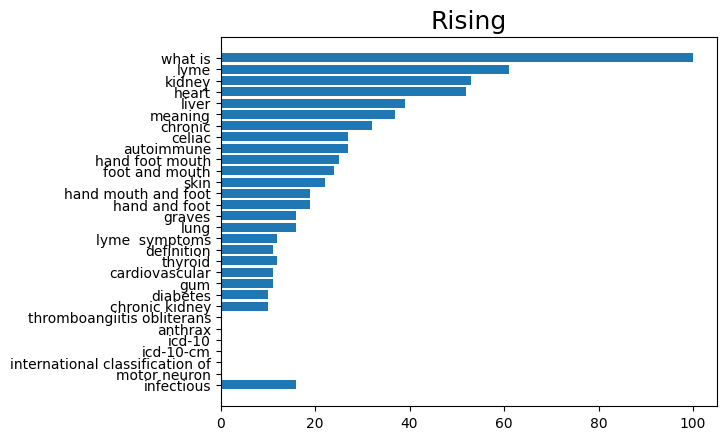 Rising
what is
lyme
kidney
heart
liver
meaning
chronic
celiac
autoimmune
hand foot mouth
foot and mouth
skin
hand mouth and foot
hand and foot
graves
lung
lyme  symptoms
definition
thyroid
cardiovascular
gum
diabetes
chronic kidney
thromboangiitis obliterans
anthrax
icd-10
icd-10-cm
international classification of
motor neuron
infectious
0 20 40 60 80 100